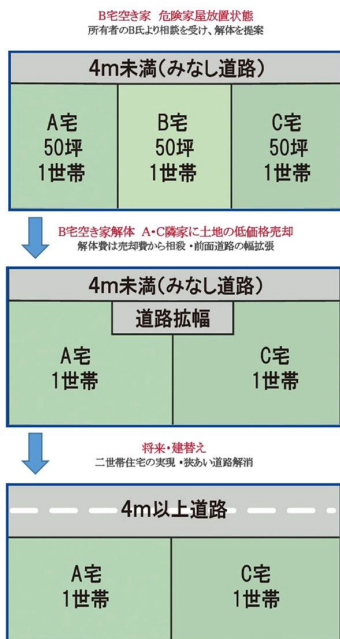 B宅空き家 危険家屋放置状態
所有者のB氏より相談を受け、解体を提案
4m未満(みなし道路)
A宅
50坪
1世帯
B宅
50坪
1世帯
C宅
50坪
1世帯
B宅空き家解体 A・C隣家に土地の低価格売却
解体費は売却費から相殺・前面道路の幅拡張
4m未満(みなし道路)
道路拡幅
A宅
1世帯
C宅
1世帯
将来・建替え
二世帯住宅の実現・狭あい道路解消
4m以上道路
A宅
1世帯
C宅
1世帯